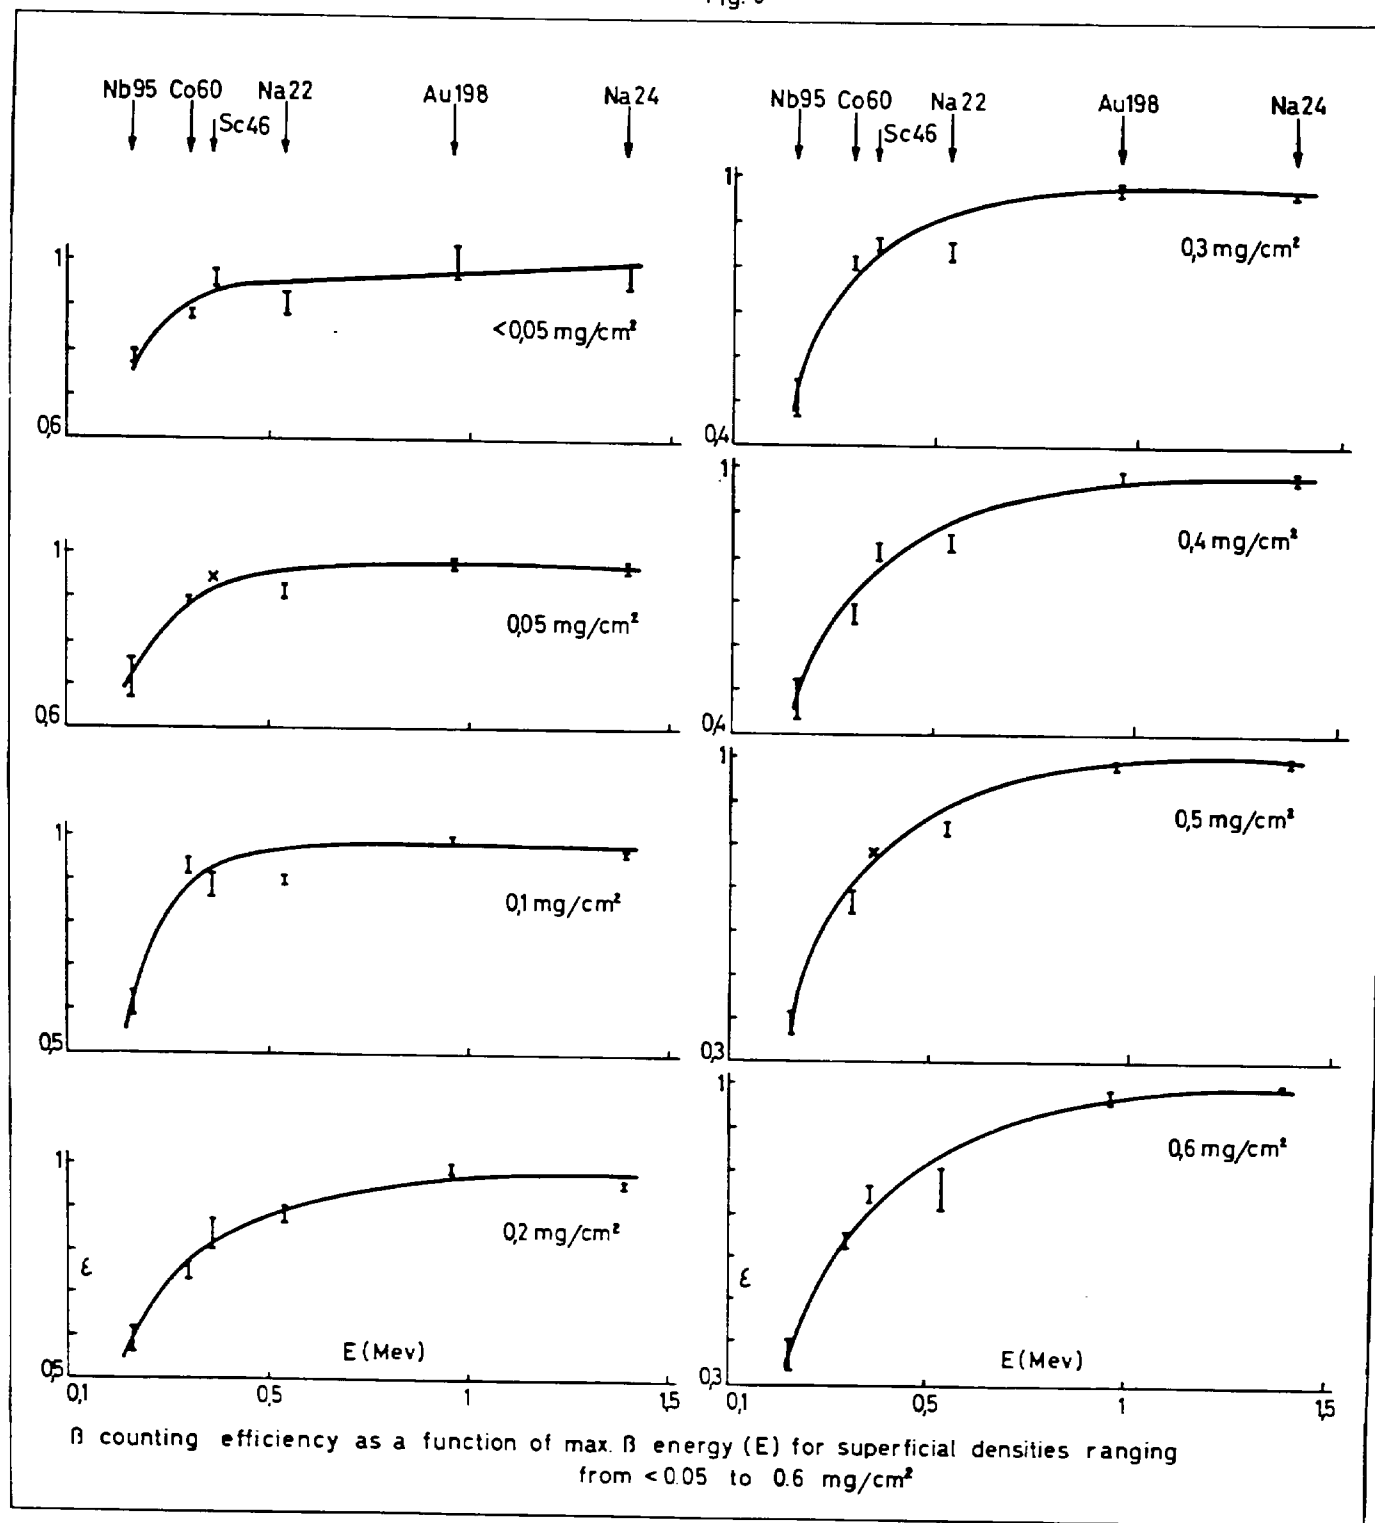 Nb95 Co60 Na22 Au198 Na24
Sc46
1
<0,05 mg/cm²
0,6
1
0,05 mg/cm²
0,6
1
0,1 mg/cm²
0,5
1
0,2 mg/cm²
ε
E (Mev)
0,5
0,1 0,5 1 1,5
Nb95 Co60 Na22 Au198 Na24
Sc46
1
0,3 mg/cm²
0,4
1
0,4 mg/cm²
0,4
1
0,5 mg/cm²
0,3
1
0,6 mg/cm²
ε
E (Mev)
0,3
0,1 0,5 1 1,5
β counting efficiency as a function of max. β energy (E) for superficial densities ranging
from <0.05 to 0.6 mg/cm²